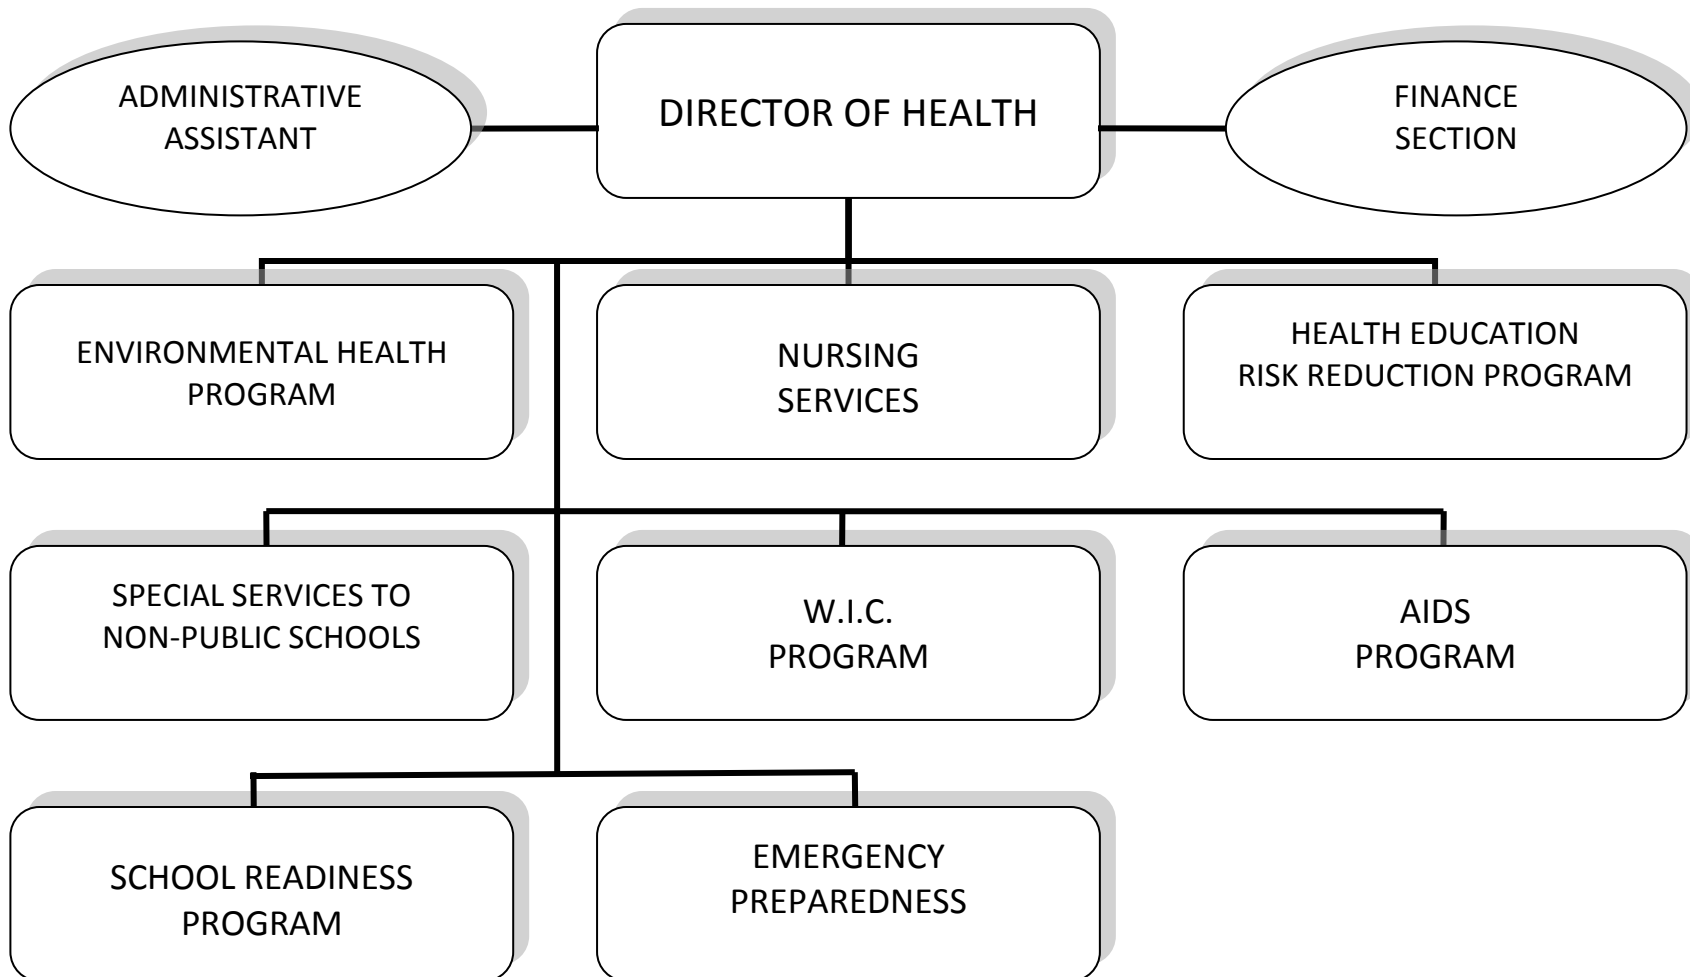 ADMINISTRATIVE
ASSISTANT
DIRECTOR OF HEALTH
FINANCE
SECTION
ENVIRONMENTAL HEALTH
PROGRAM
NURSING
SERVICES
HEALTH EDUCATION
RISK REDUCTION PROGRAM
SPECIAL SERVICES TO
NON-PUBLIC SCHOOLS
W.I.C.
PROGRAM
AIDS
PROGRAM
SCHOOL READINESS
PROGRAM
EMERGENCY
PREPAREDNESS